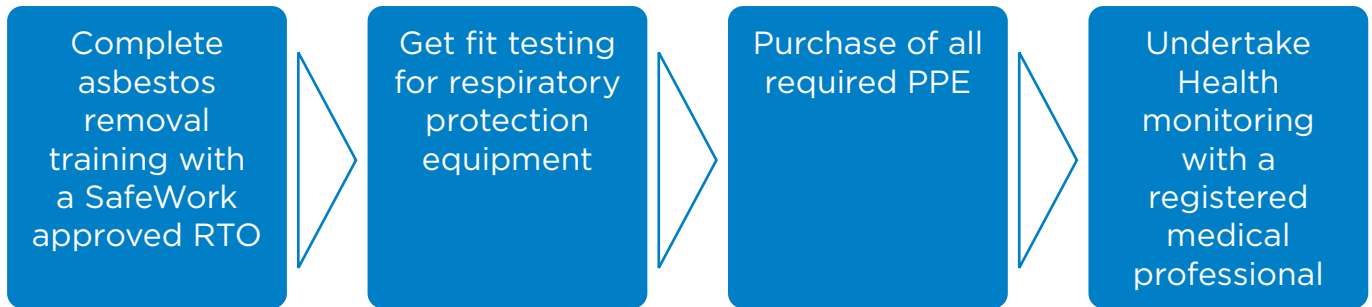 Complete
asbestos
removal
training with
a SafeWork
approved RTO
Get fit testing
for respiratory
protection
equipment
Purchase of all
required PPE
Undertake
Health
monitoring
with a
registered
medical
professional